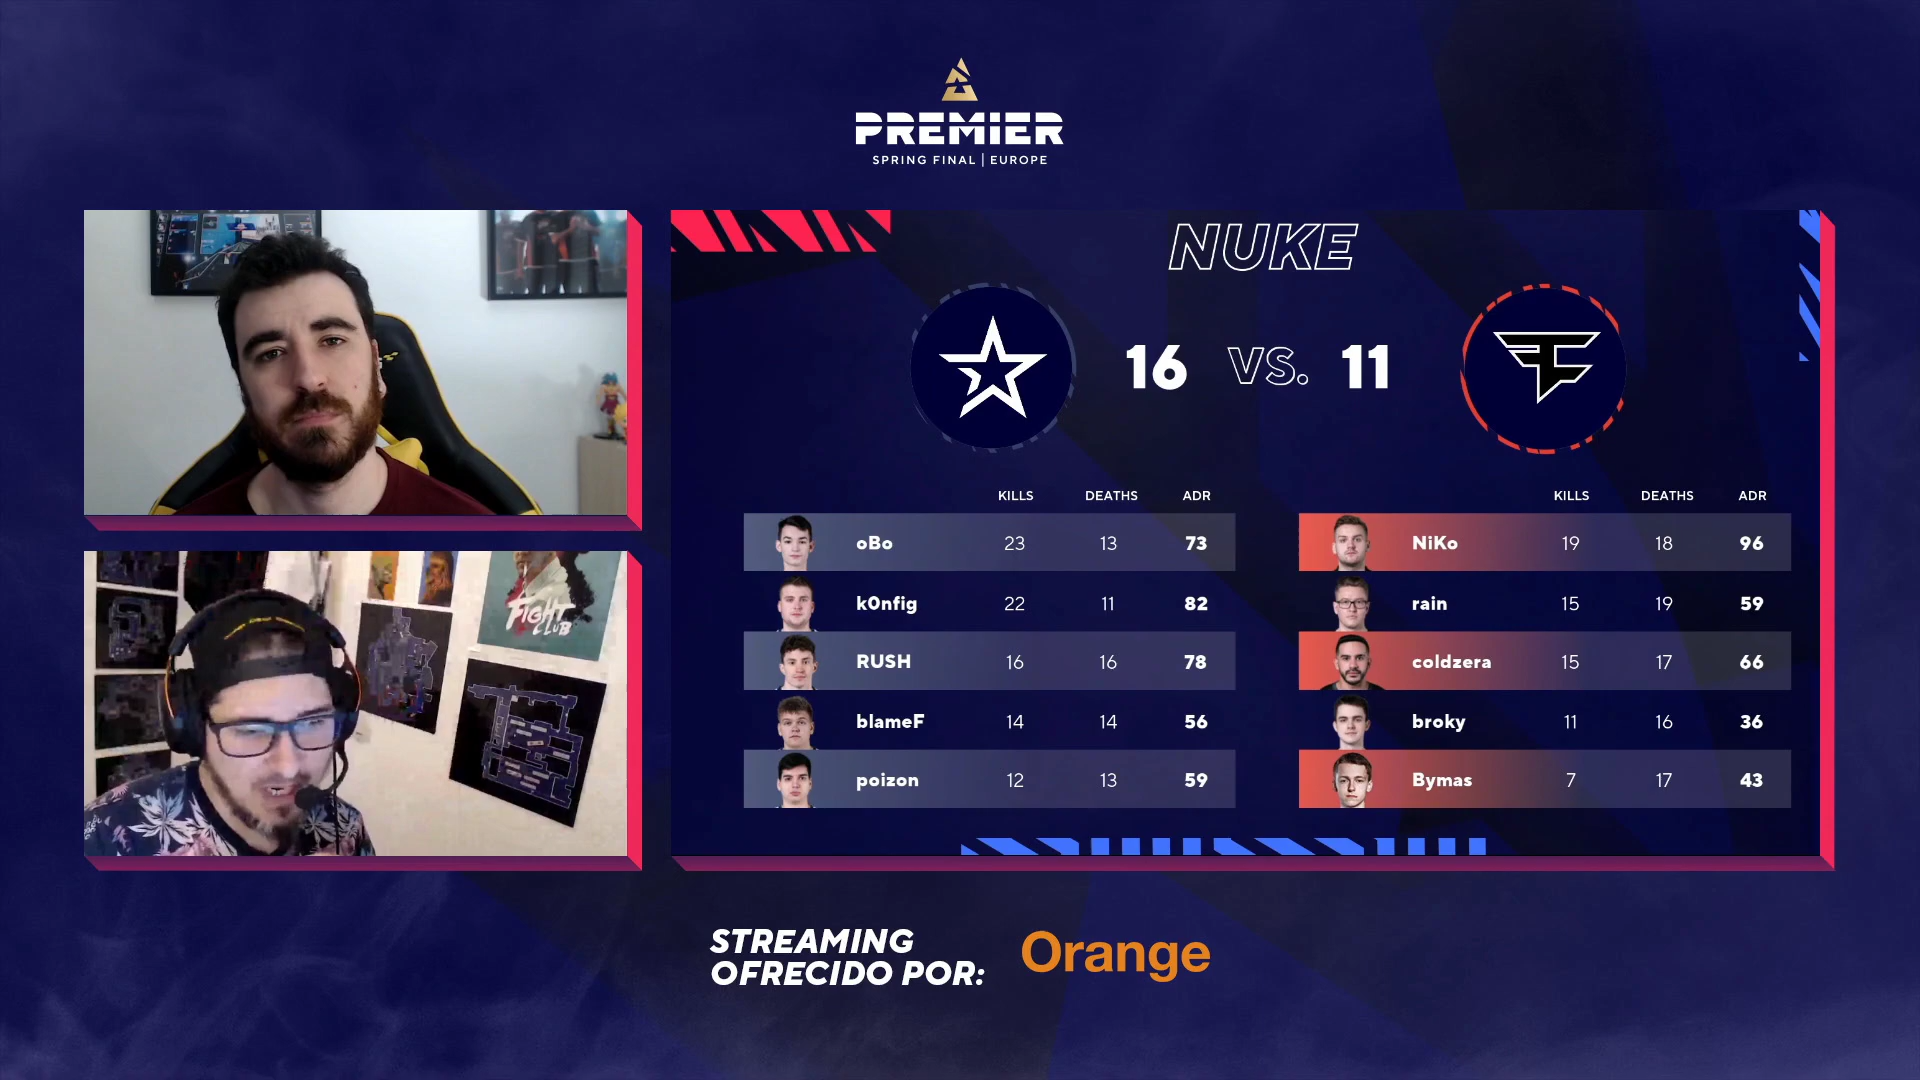 PREMIER
SPRING FINAL | EUROPE
NUKE
16 VS. 11
KILLS DEATHS ADR
oBo 23 13 73
k0nfig 22 11 82
RUSH 16 16 78
blameF 14 14 56
poizon 12 13 59
KILLS DEATHS ADR
NiKo 19 18 96
rain 15 19 59
coldzera 15 17 66
broky 11 16 36
Bymas 7 17 43
FIGHT
CLUB
STREAMING
OFRECIDO POR:
Orange